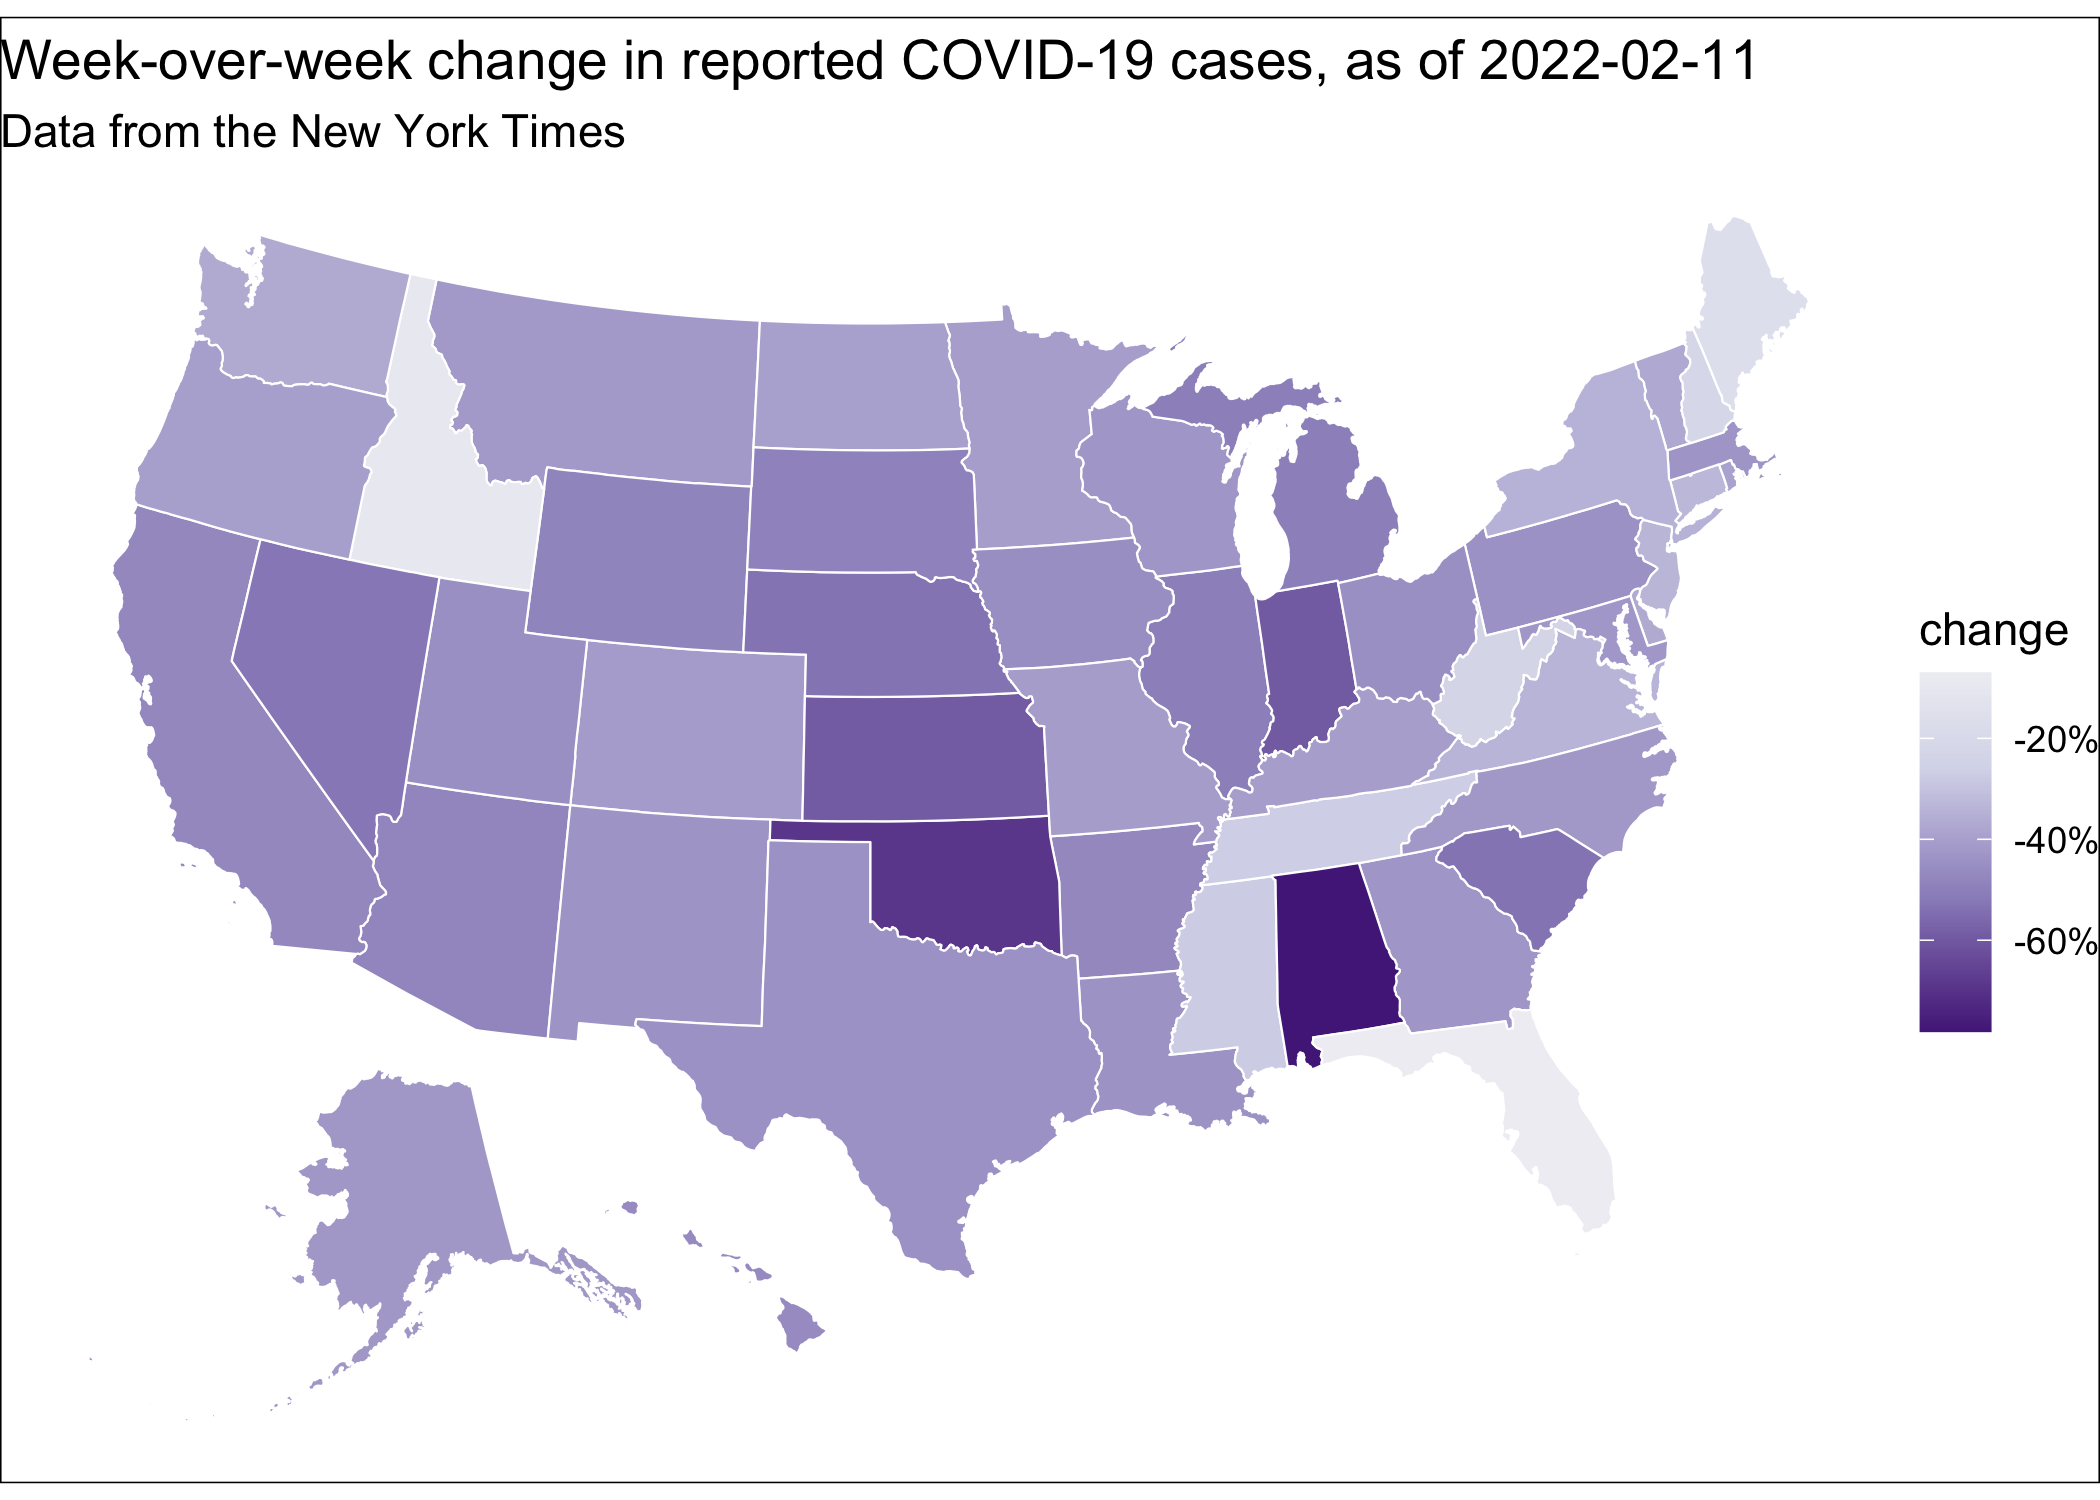 Week-over-week change in reported COVID-19 cases, as of 2022-02-11
Data from the New York Times
change
-20%
-40%
-60%